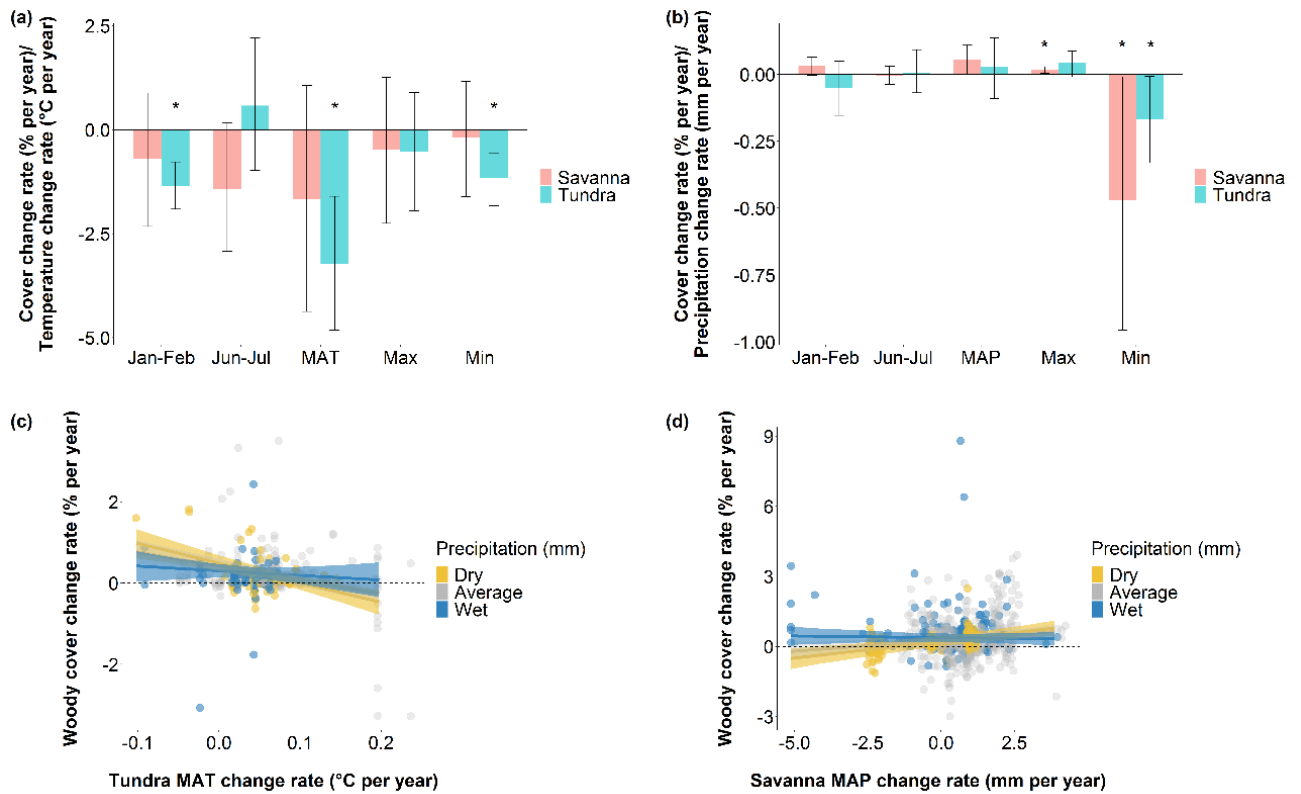 (a)
Cover change rate (% per year)/
Temperature change rate (°C per year)
2.5
0.0
-2.5
-5.0
*
*
*
Jan-Feb
Jun-Jul
MAT
Max
Min
Savanna
Tundra
(b)
Cover change rate (% per year)/
Precipitation change rate (mm per year)
0.00
-0.25
-0.50
-0.75
-1.00
*
*
*
Jan-Feb
Jun-Jul
MAP
Max
Min
Savanna
Tundra
(c)
Woody cover change rate (% per year)
2
0
-2
-0.1
0.0
0.1
0.2
Tundra MAT change rate (°C per year)
Precipitation (mm)
Dry
Average
Wet
(d)
Woody cover change rate (% per year)
9
6
3
0
-3
-5.0
-2.5
0.0
2.5
Savanna MAP change rate (mm per year)
Precipitation (mm)
Dry
Average
Wet